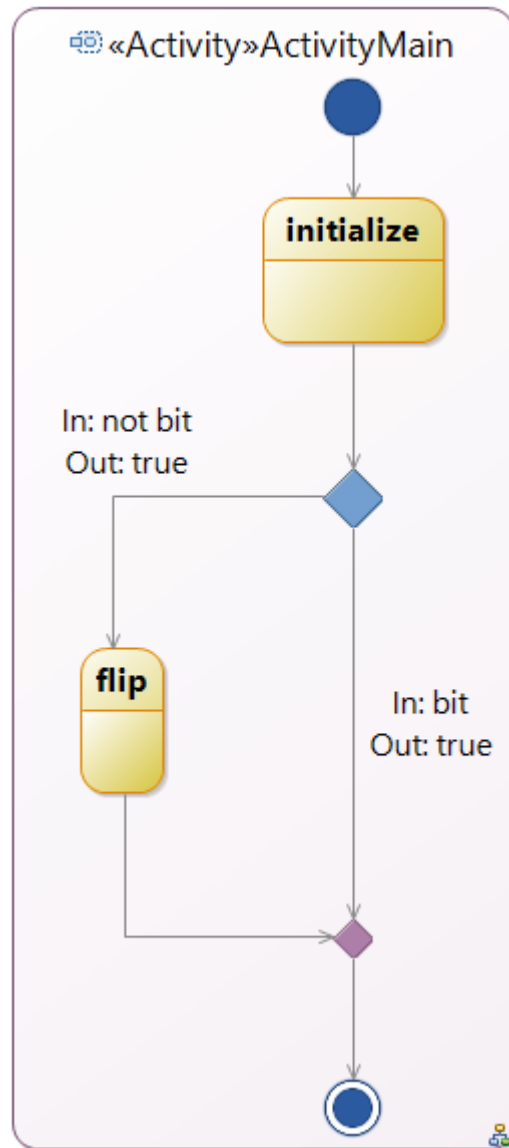 «Activity»ActivityMain
initialize
In: not bit
Out: true
flip
In: bit
Out: true